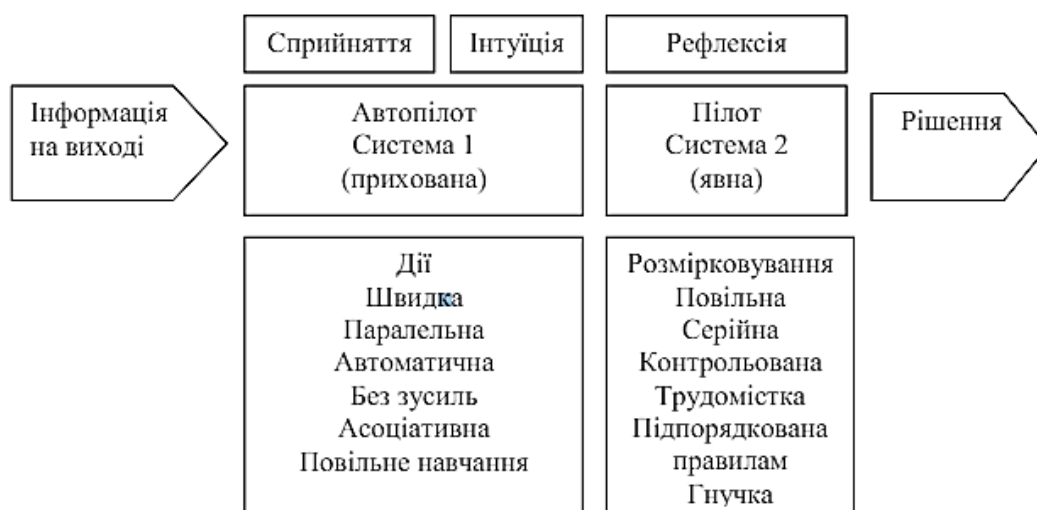 Сприйняття
Інтуїція
Рефлексія
Інформація
на виході
Автопілот
Система 1
(прихована)
Пілот
Система 2
(явна)
Рішення
Дії
Швидка
Паралельна
Автоматична
Без зусиль
Асоціативна
Повільне навчання
Розмірковування
Повільна
Серійна
Контрольована
Трудомістка
Підпорядкована
правилам
Гнучка